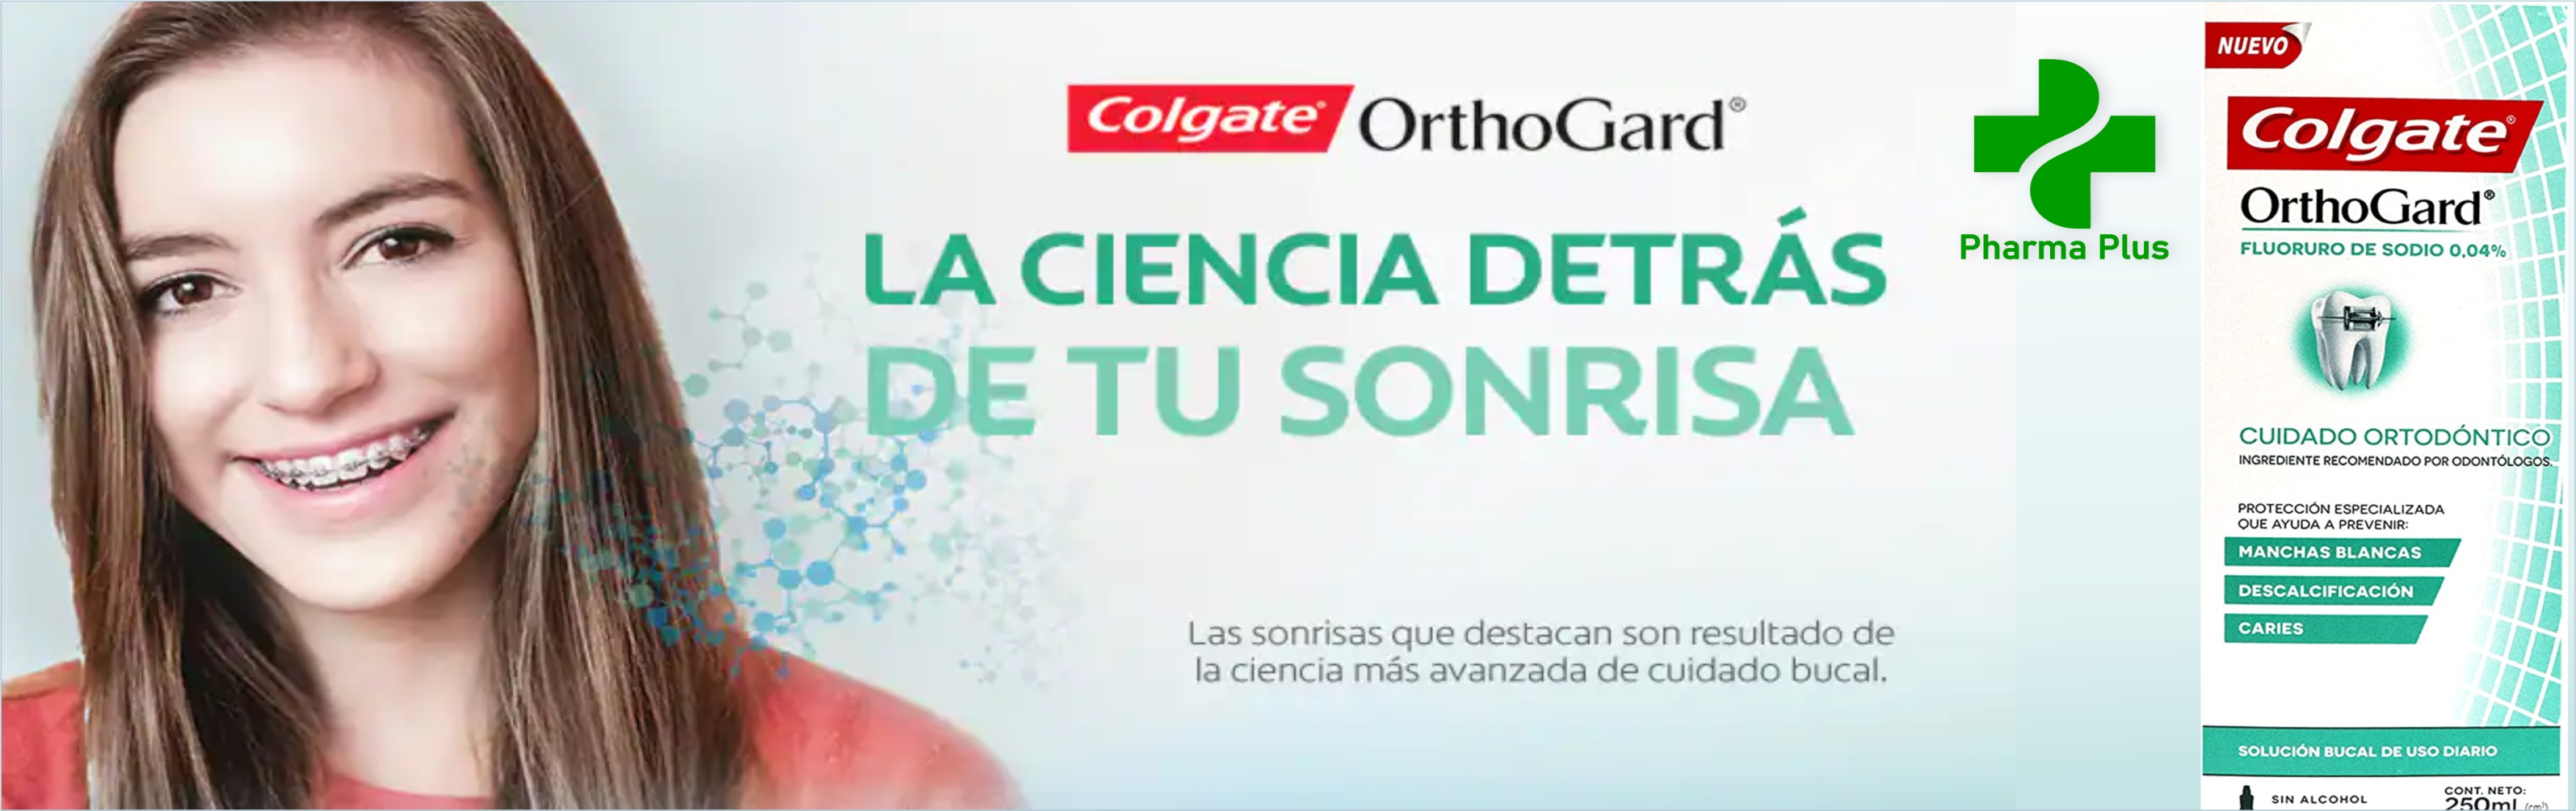 Colgate® OrthoGard®
LA CIENCIA DETRÁS
DE TU SONRISA
Las sonrisas que destacan son resultado de
la ciencia más avanzada de cuidado bucal.
Pharma Plus
NUEVO
Colgate®
OrthoGard®
FLUORURO DE SODIO 0,04%
CUIDADO ORTODÓNTICO
INGREDIENTE RECOMENDADO POR ODONTÓLOGOS.
PROTECCIÓN ESPECIALIZADA
QUE AYUDA A PREVENIR:
MANCHAS BLANCAS
DESCALCIFICACIÓN
CARIES
SOLUCIÓN BUCAL DE USO DIARIO
SIN ALCOHOL
CONT. NETO:
250ml (cm³)